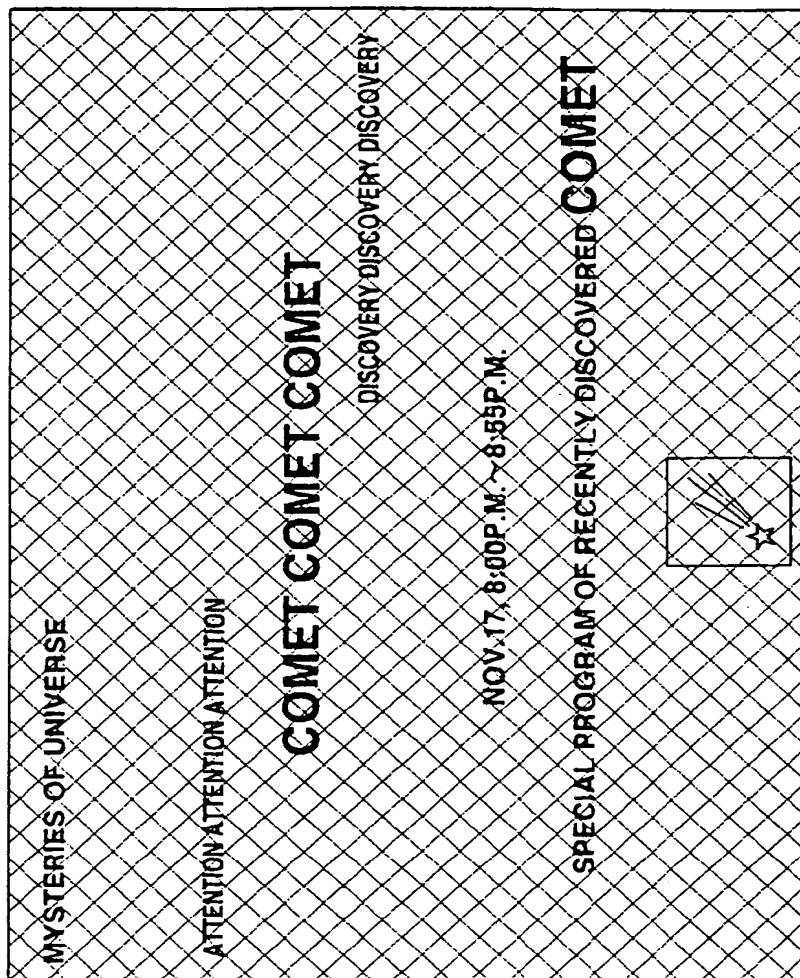 MYSTERIES OF UNIVERSE
ATTENTION ATTENTION ATTENTION
COMET COMET COMET
DISCOVERY DISCOVERY DISCOVERY
NOV. 17, 8:00P.M.~8:55P.M.
SPECIAL PROGRAM OF RECENTLY DISCOVERED COMET